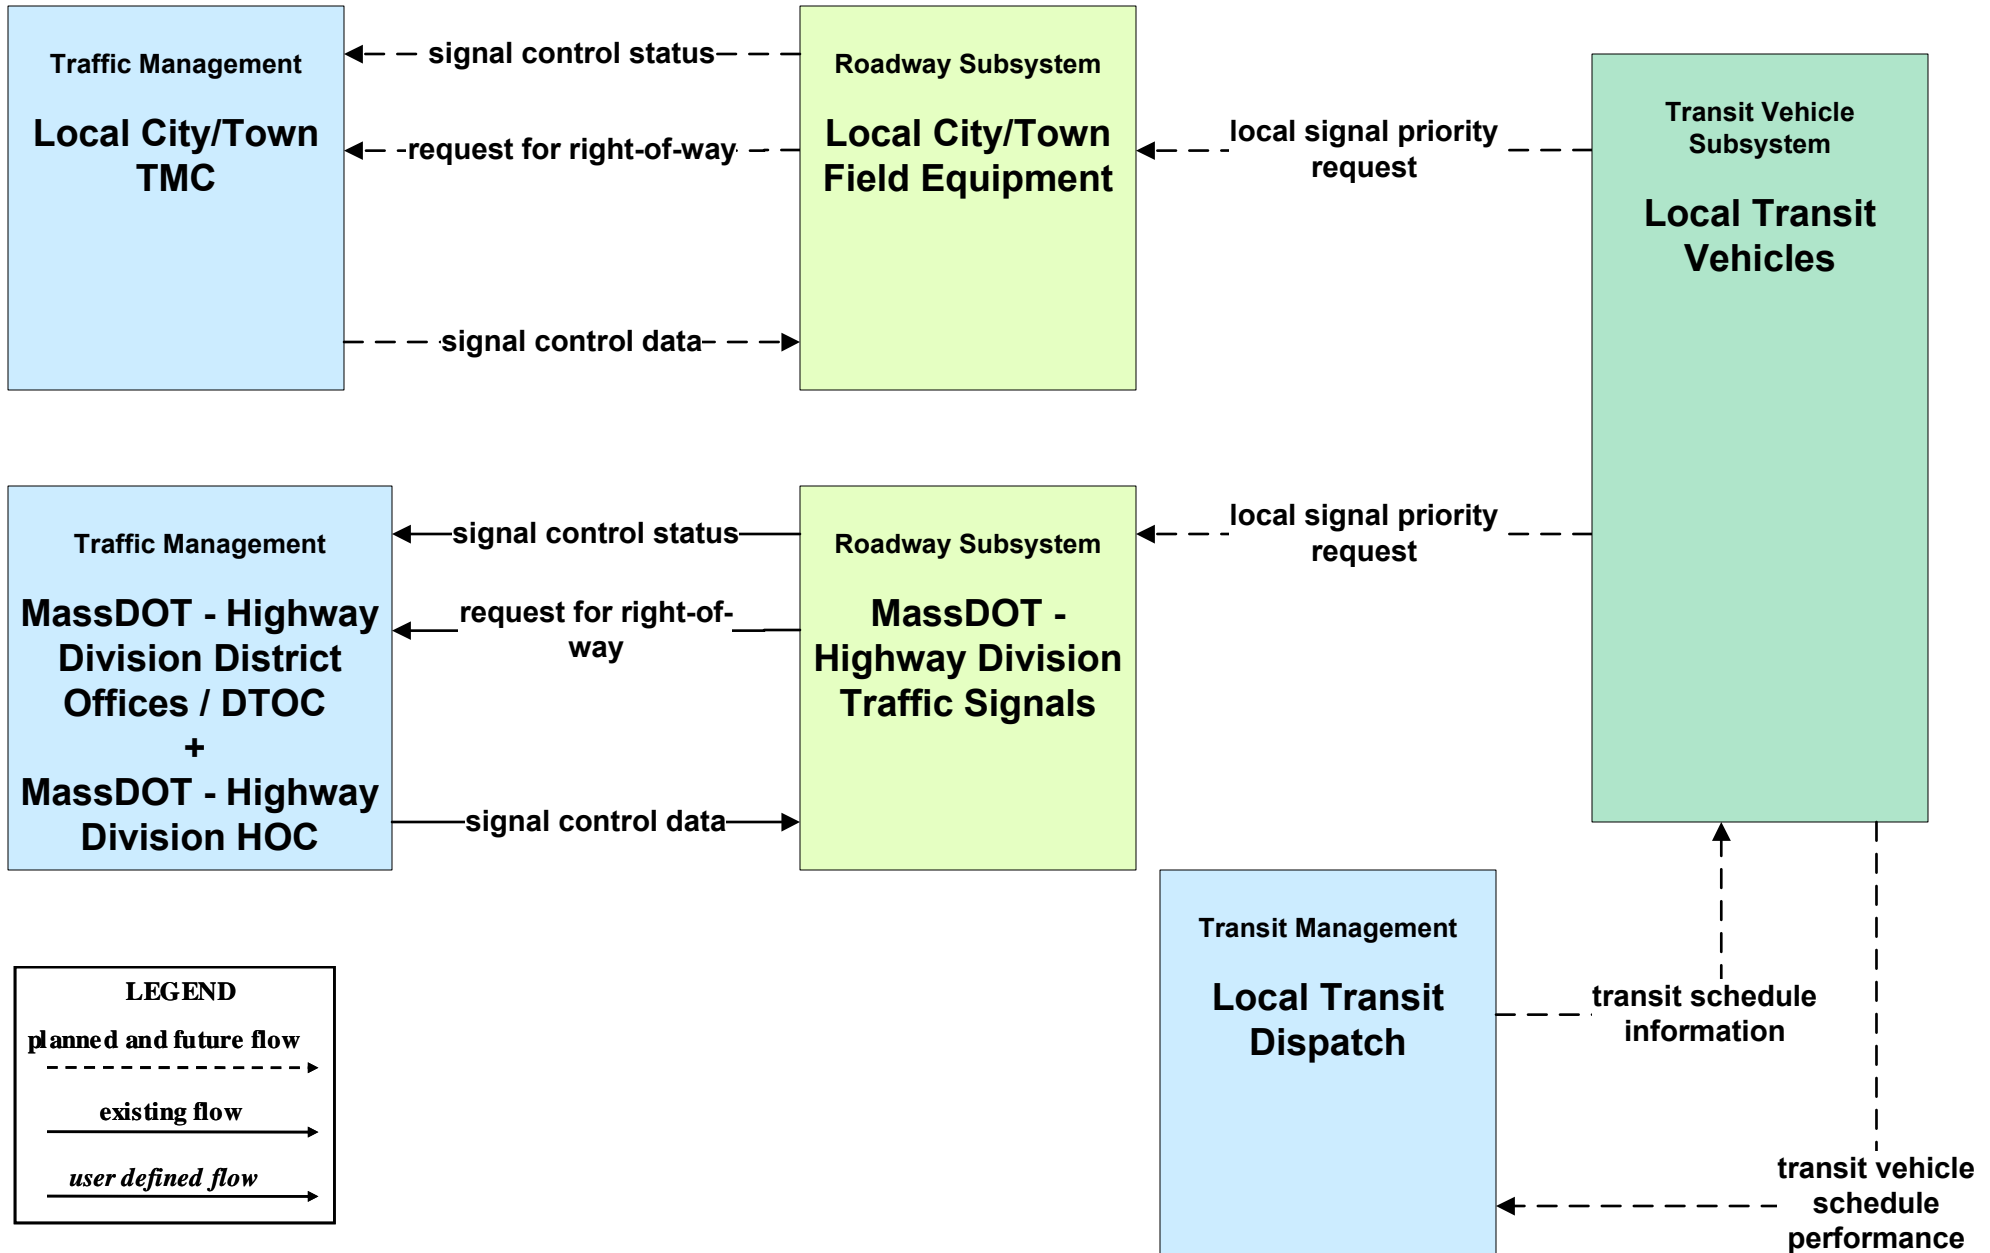 Traffic Management
Local City/Town
TMC
signal control status
request for right-of-way
signal control data
Roadway Subsystem
Local City/Town
Field Equipment
local signal priority
request
Transit Vehicle
Subsystem
Local Transit
Vehicles
Traffic Management
MassDOT - Highway
Division District
Offices / DTOC
+
MassDOT - Highway
Division HOC
signal control status
request for right-of-
way
signal control data
Roadway Subsystem
MassDOT -
Highway Division
Traffic Signals
local signal priority
request
Transit Management
Local Transit
Dispatch
transit schedule
information
transit vehicle
schedule
performance
LEGEND
planned and future flow
existing flow
user defined flow